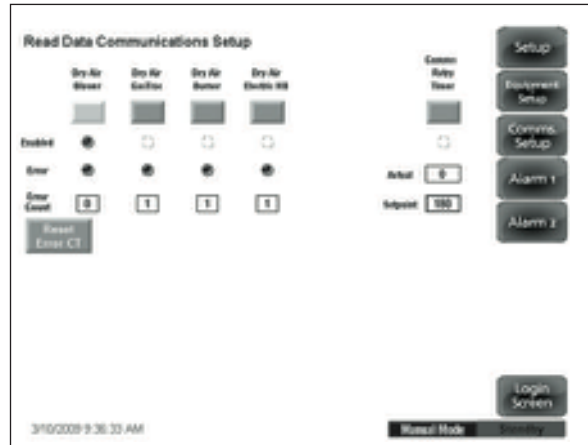 Read Data Communications Setup
Setup
Dry Air Blower
Dry Air Gas/Elec
Dry Air Burner
Dry Air Electric HB
Comms Retry Timer
Equipment Setup
Enabled
Comms. Setup
Error
Actual 0
Alarm 1
Error Count 0 1 1 1
Setpoint 180
Alarm 2
Reset Error CT
Login Screen
3/10/2009 9:36:33 AM
Manual Mode
Standby